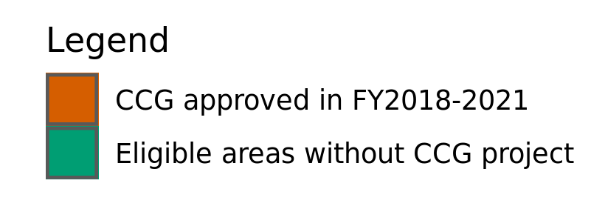 Legend
CCG approved in FY2018-2021
Eligible areas without CCG project